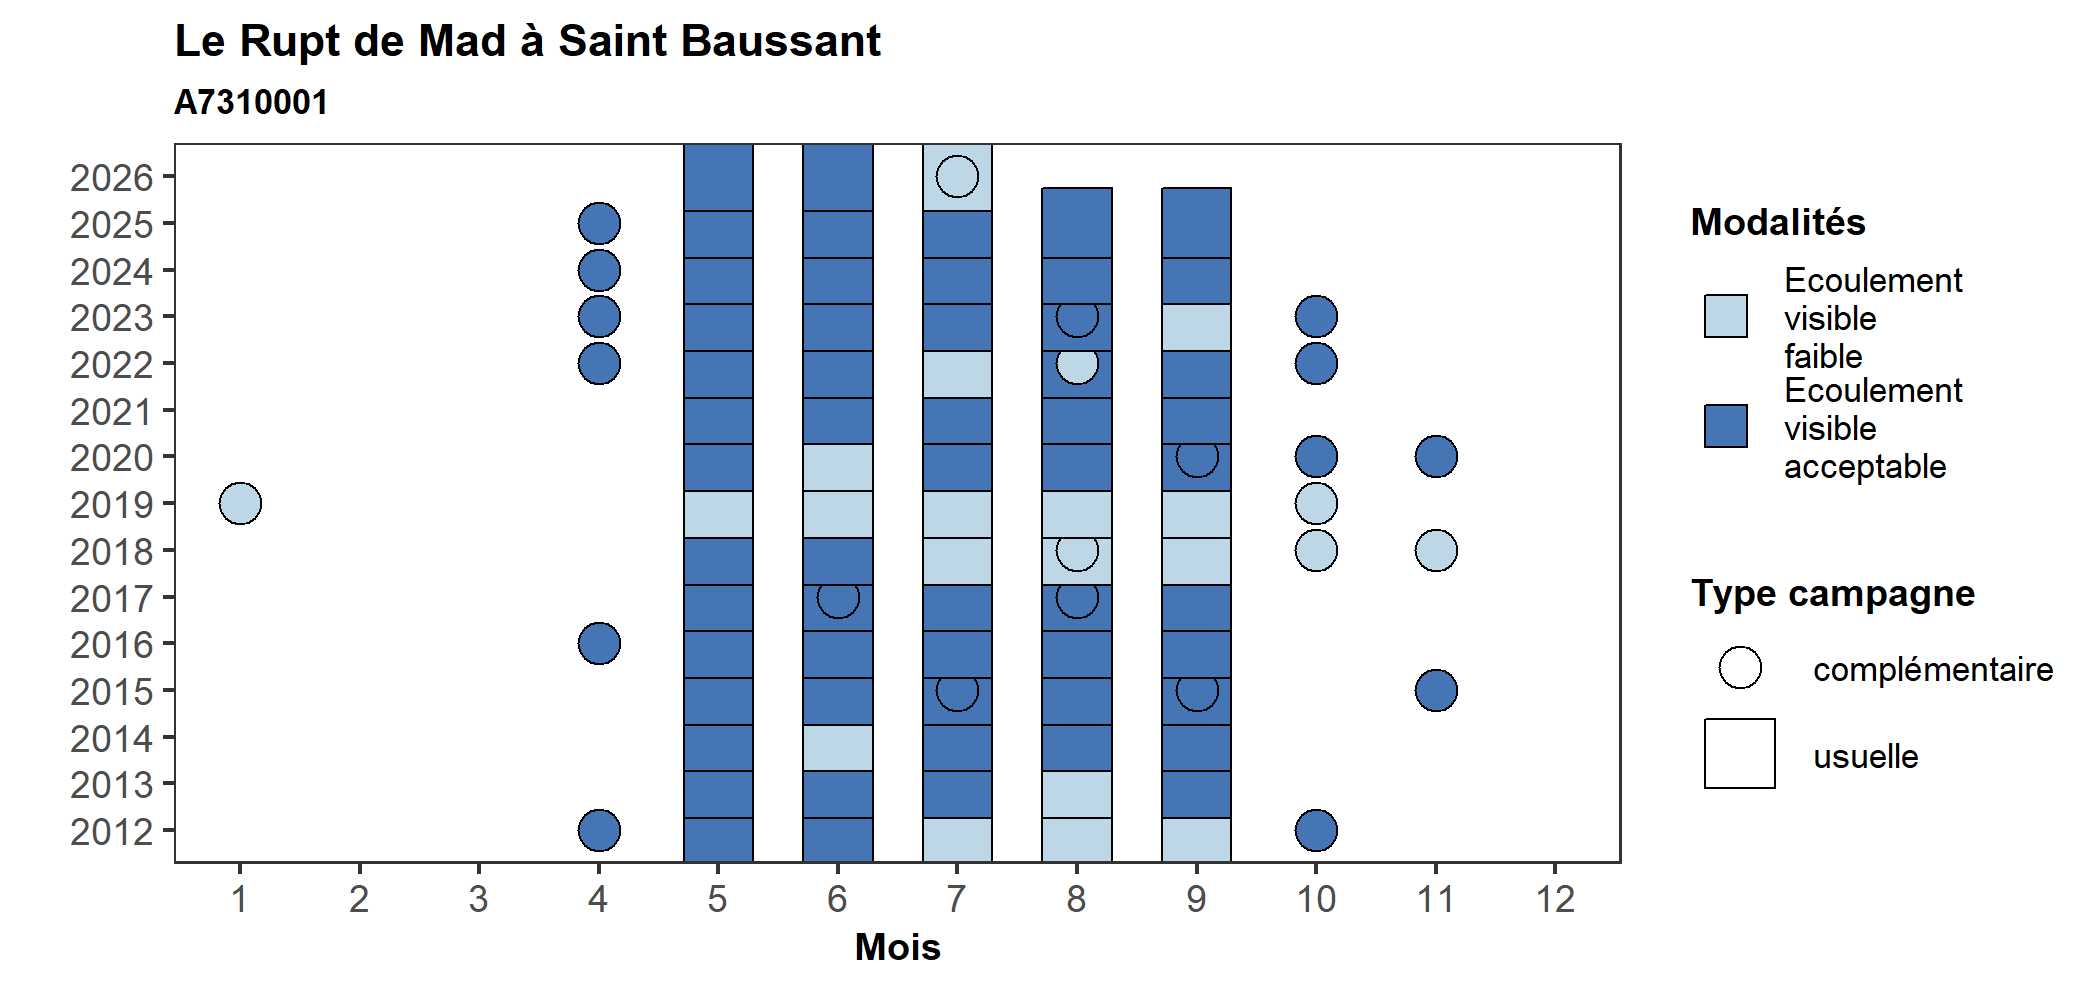 Le Rupt de Mad à Saint Baussant
A7310001
2026
2025
2024
2023
2022
2021
2020
2019
2018
2017
2016
2015
2014
2013
2012
1 2 3 4 5 6 7 8 9 10 11 12
Mois
Modalités
Ecoulement
visible
faible
Ecoulement
visible
acceptable
Type campagne
complémentaire
usuelle